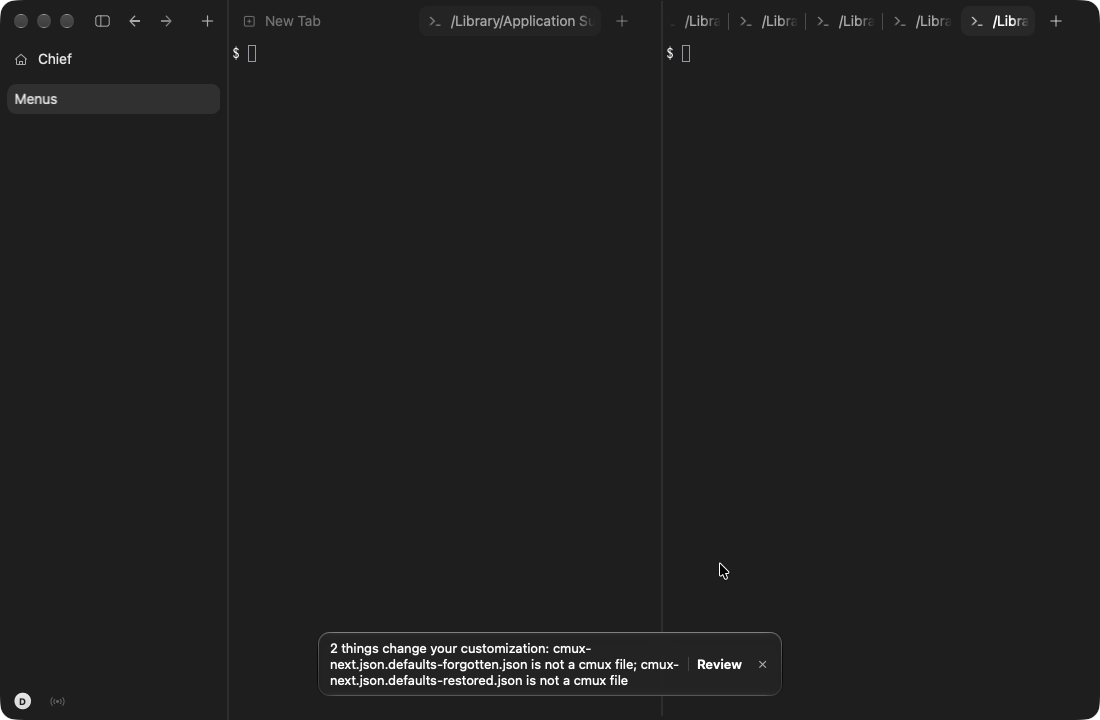 New Tab
/Library/Application Su
/Libra
/Libra
/Libra
/Libra
/Libra
Chief
$
$
Menus
2 things change your customization: cmux-
next.json.defaults-forgotten.json is not a cmux file; cmux-
next.json.defaults-restored.json is not a cmux file
Review
D